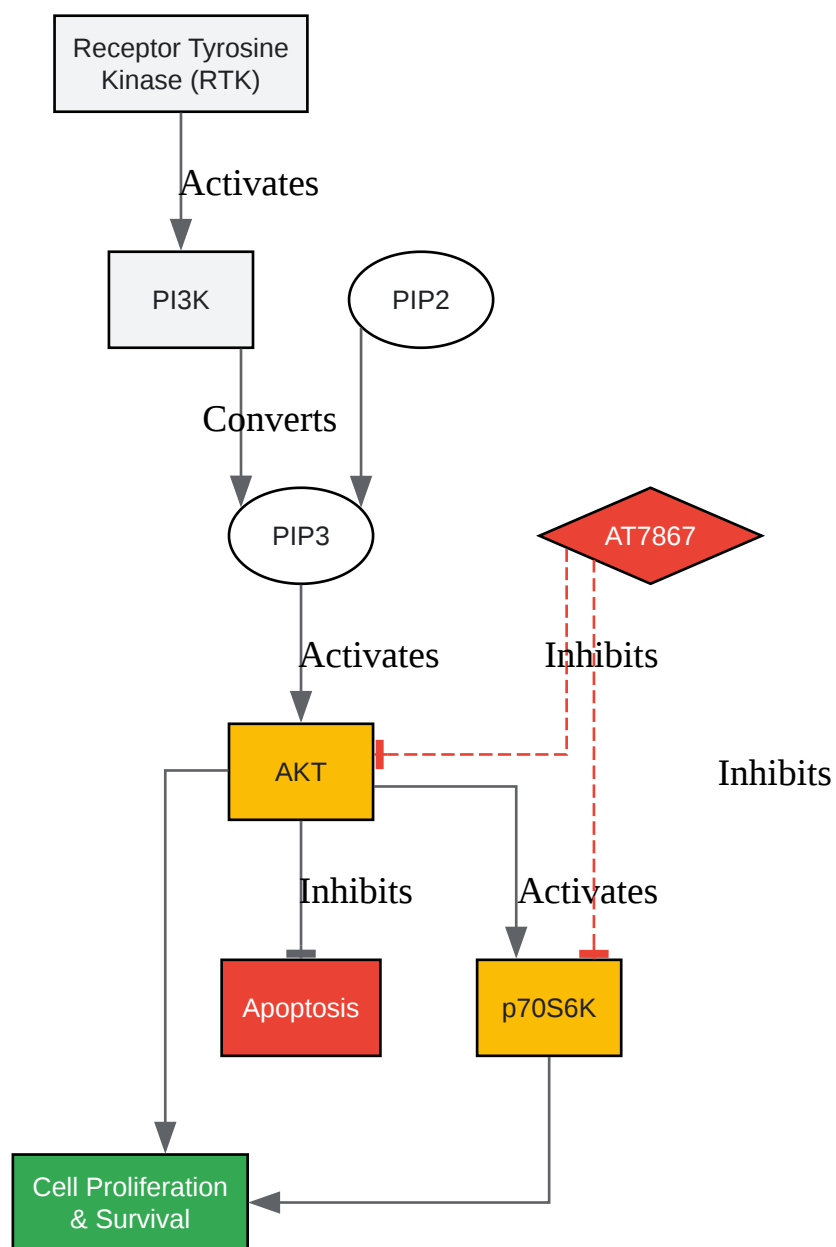 Receptor Tyrosine
Kinase (RTK)
Activates
PI3K
PIP2
Converts
PIP3
AT7867
Activates
Inhibits
AKT
Inhibits
Inhibits
Activates
Apoptosis
p70S6K
Cell Proliferation
& Survival